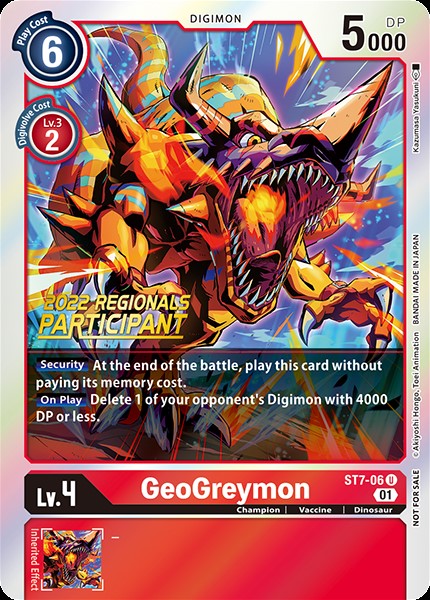 Play Cost
6
DIGIMON
DP
5000
Digivolve Cost
Lv.3
2
Kazumasa Yasukuni
2022 REGIONALS
PARTICIPANT
Security At the end of the battle, play this card without
paying its memory cost.
On Play Delete 1 of your opponent's Digimon with 4000
DP or less.
©Akiyoshi Hongo, Toei Animation BANDAI MADE IN JAPAN
NOT FOR SALE
Lv.4
GeoGreymon
ST7-06 U
01
Champion | Vaccine | Dinosaur
Inherited Effect
–